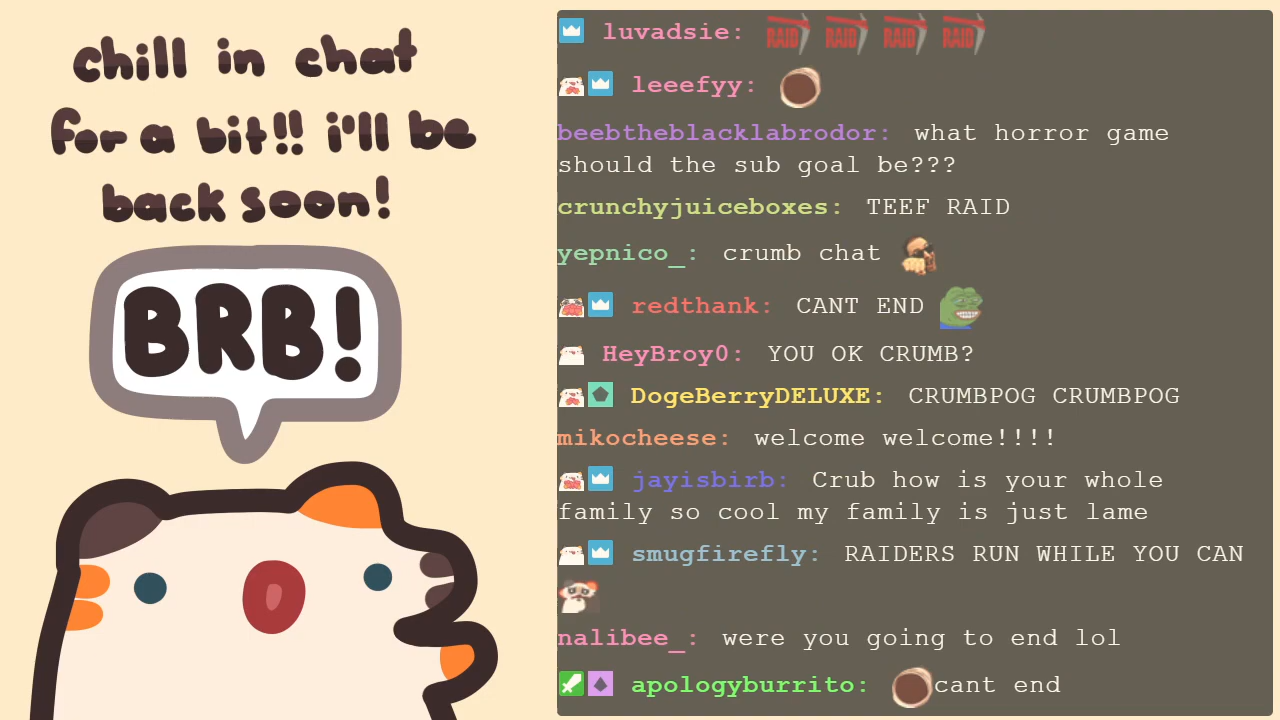 chill in chat
for a bit!! i'll be
back soon!
BRB!
luvadsie: RAID RAID RAID RAID
leeefyy:
beebtheblacklabrodor: what horror game
should the sub goal be???
crunchyjuiceboxes: TEEF RAID
yepnico_: crumb chat
redthank: CANT END
HeyBroy0: YOU OK CRUMB?
DogeBerryDELUXE: CRUMBPOG CRUMBPOG
mikocheese: welcome welcome!!!!
jayisbirb: Crub how is your whole
family so cool my family is just lame
smugfirefly: RAIDERS RUN WHILE YOU CAN
nalibee_: were you going to end lol
apologyburrito: cant end